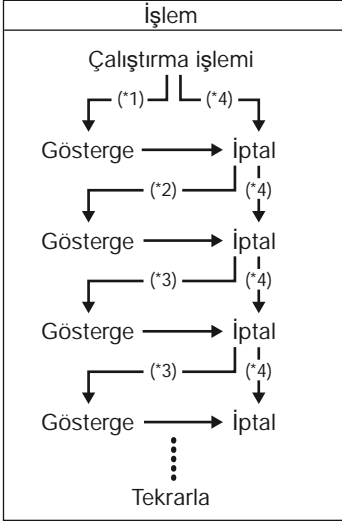 İşlem
Çalıştırma işlemi
(*1) (*4)
Gösterge İptal
(*2) (*4)
Gösterge İptal
(*3) (*4)
Gösterge İptal
(*3) (*4)
Gösterge İptal
Tekrarla